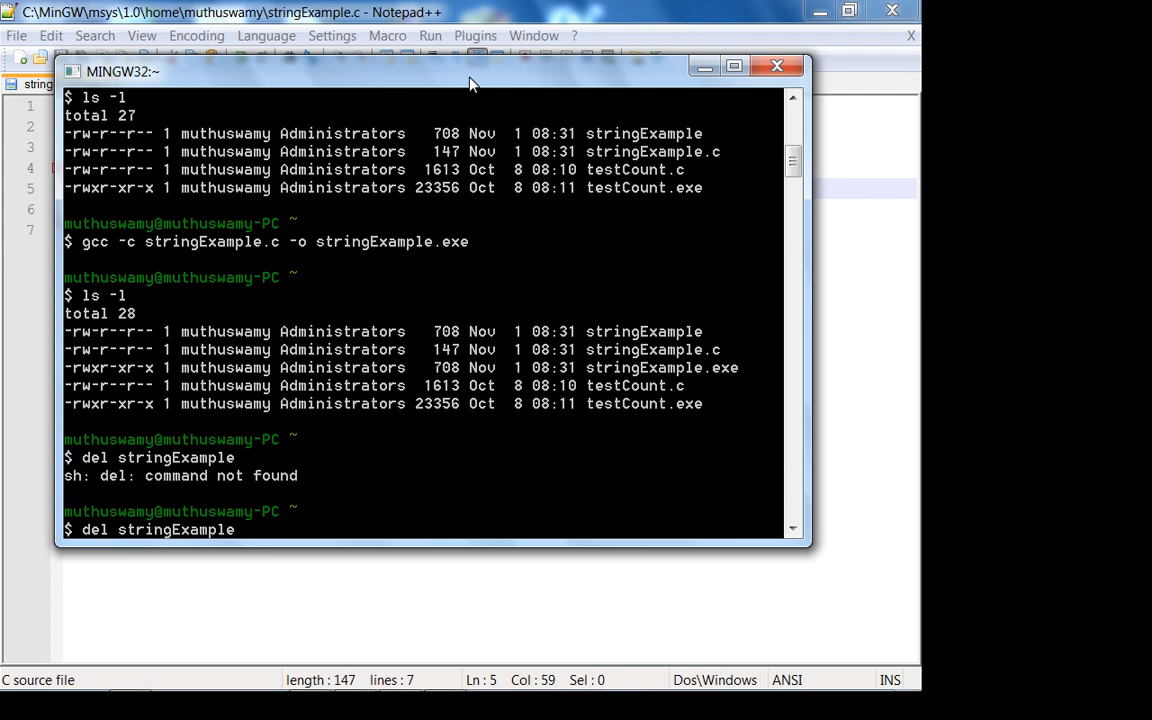 C:\MinGW\msys\1.0\home\muthuswamy\stringExample.c - Notepad++
File Edit Search View Encoding Language Settings Macro Run Plugins Window ? X
string
MINGW32:~
1
2
3
4
5
6
7
$ ls -l
total 27
-rw-r--r-- 1 muthuswamy Administrators 708 Nov 1 08:31 stringExample
-rw-r--r-- 1 muthuswamy Administrators 147 Nov 1 08:31 stringExample.c
-rw-r--r-- 1 muthuswamy Administrators 1613 Oct 8 08:10 testCount.c
-rwxr-xr-x 1 muthuswamy Administrators 23356 Oct 8 08:11 testCount.exe
muthuswamy@muthuswamy-PC ~
$ gcc -c stringExample.c -o stringExample.exe
muthuswamy@muthuswamy-PC ~
$ ls -l
total 28
-rw-r--r-- 1 muthuswamy Administrators 708 Nov 1 08:31 stringExample
-rw-r--r-- 1 muthuswamy Administrators 147 Nov 1 08:31 stringExample.c
-rwxr-xr-x 1 muthuswamy Administrators 708 Nov 1 08:31 stringExample.exe
-rw-r--r-- 1 muthuswamy Administrators 1613 Oct 8 08:10 testCount.c
-rwxr-xr-x 1 muthuswamy Administrators 23356 Oct 8 08:11 testCount.exe
muthuswamy@muthuswamy-PC ~
$ del stringExample
sh: del: command not found
muthuswamy@muthuswamy-PC ~
$ del stringExample
C source file length : 147 lines : 7 Ln : 5 Col : 59 Sel : 0 Dos\Windows ANSI INS